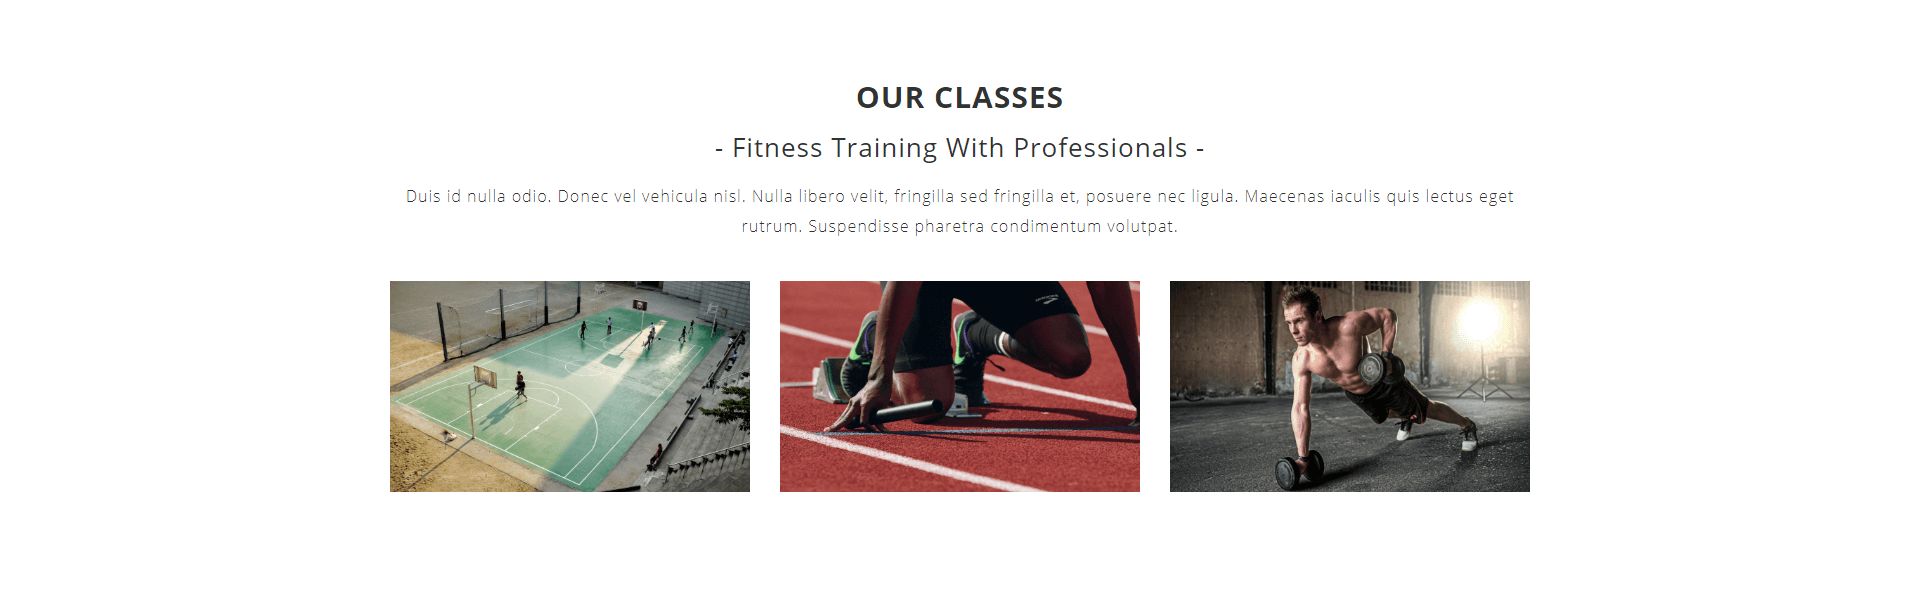 OUR CLASSES
- Fitness Training With Professionals -
Duis id nulla odio. Donec vel vehicula nisl. Nulla libero velit, fringilla sed fringilla et, posuere nec ligula. Maecenas iaculis quis lectus eget
rutrum. Suspendisse pharetra condimentum volutpat.